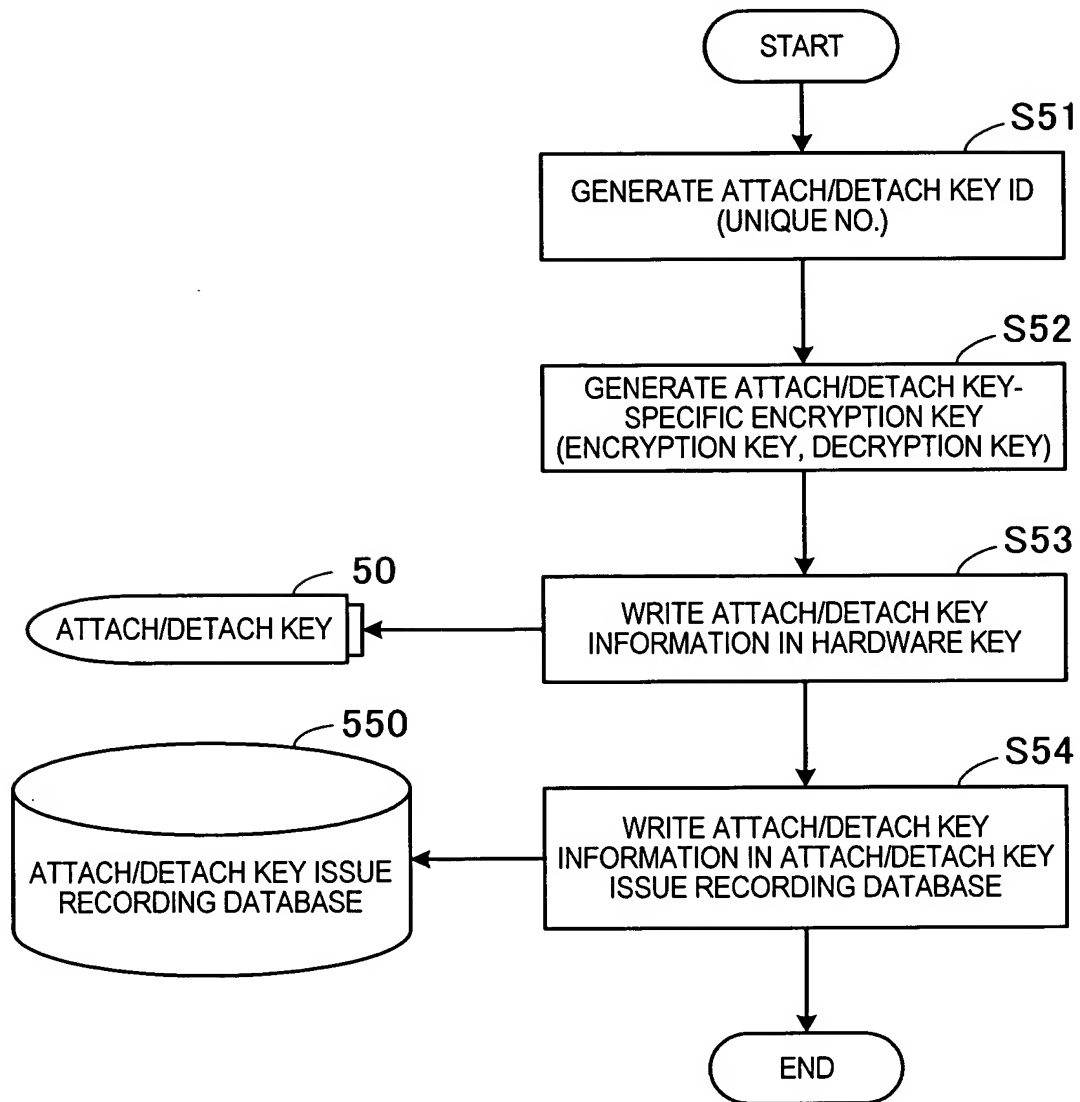 START
S51
GENERATE ATTACH/DETACH KEY ID
(UNIQUE NO.)
S52
GENERATE ATTACH/DETACH KEY-
SPECIFIC ENCRYPTION KEY
(ENCRYPTION KEY, DECRYPTION KEY)
S53
50
ATTACH/DETACH KEY
WRITE ATTACH/DETACH KEY
INFORMATION IN HARDWARE KEY
550
S54
ATTACH/DETACH KEY ISSUE
RECORDING DATABASE
WRITE ATTACH/DETACH KEY
INFORMATION IN ATTACH/DETACH KEY
ISSUE RECORDING DATABASE
END